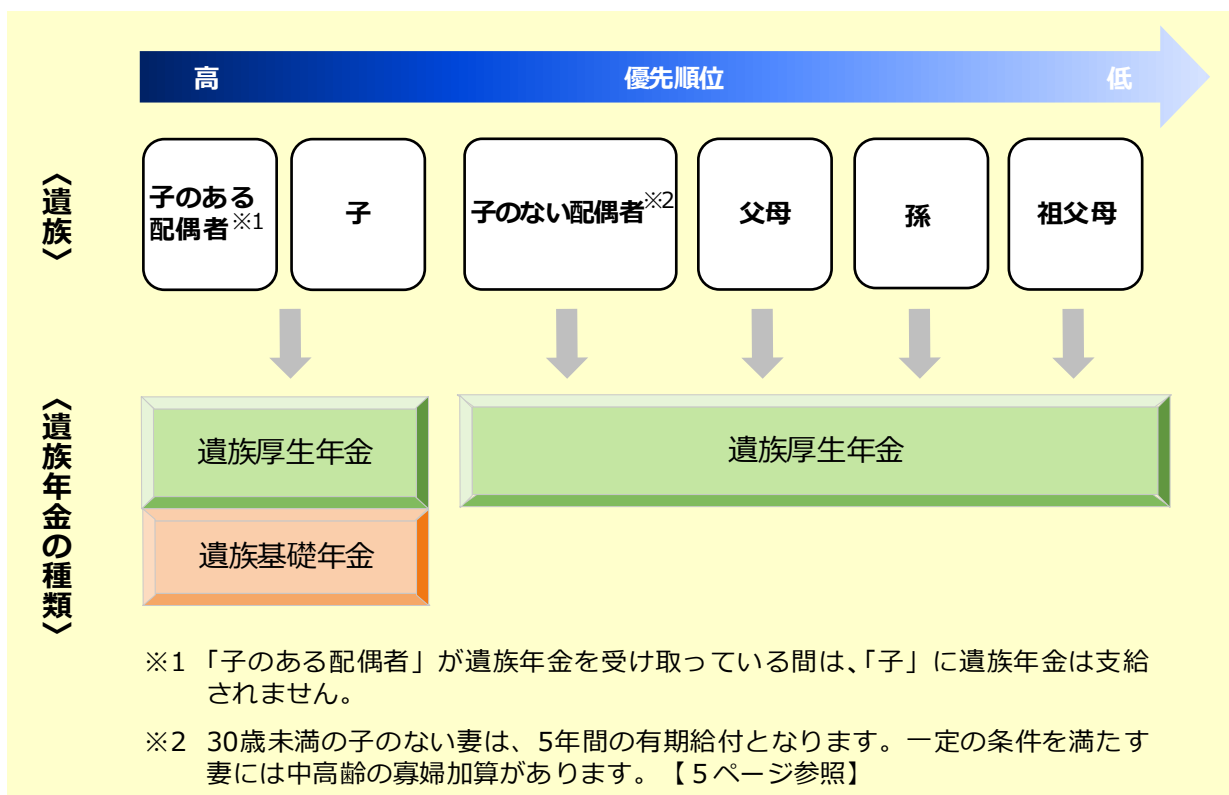 高 優先順位 低
〈遺族〉
子のある
配偶者※1
子
子のない配偶者※2
父母
孫
祖父母
〈遺族年金の種類〉
遺族厚生年金
遺族厚生年金
遺族基礎年金
※1 「子のある配偶者」が遺族年金を受け取っている間は、「子」に遺族年金は支給
されません。
※2 30歳未満の子のない妻は、5年間の有期給付となります。一定の条件を満たす
妻には中高齢の寡婦加算があります。【５ページ参照】